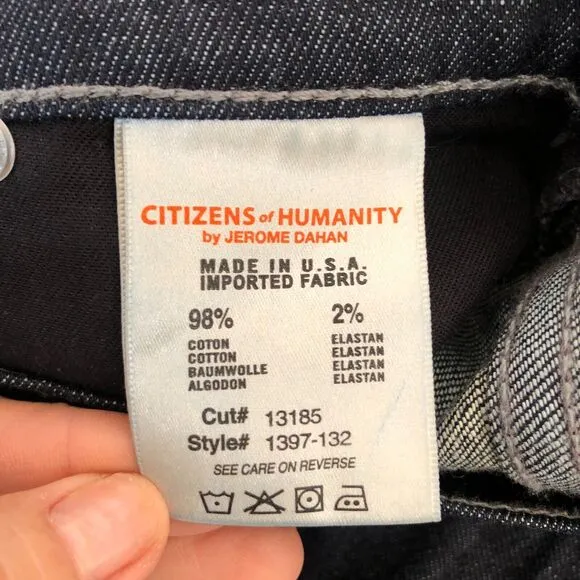 CITIZENS of HUMANITY
by JEROME DAHAN
MADE IN U.S.A.
IMPORTED FABRIC
98% 2%
COTON ELASTAN
COTTON ELASTAN
BAUMWOLLE ELASTAN
ALGODON ELASTAN
Cut# 13185
Style# 1397-132
SEE CARE ON REVERSE